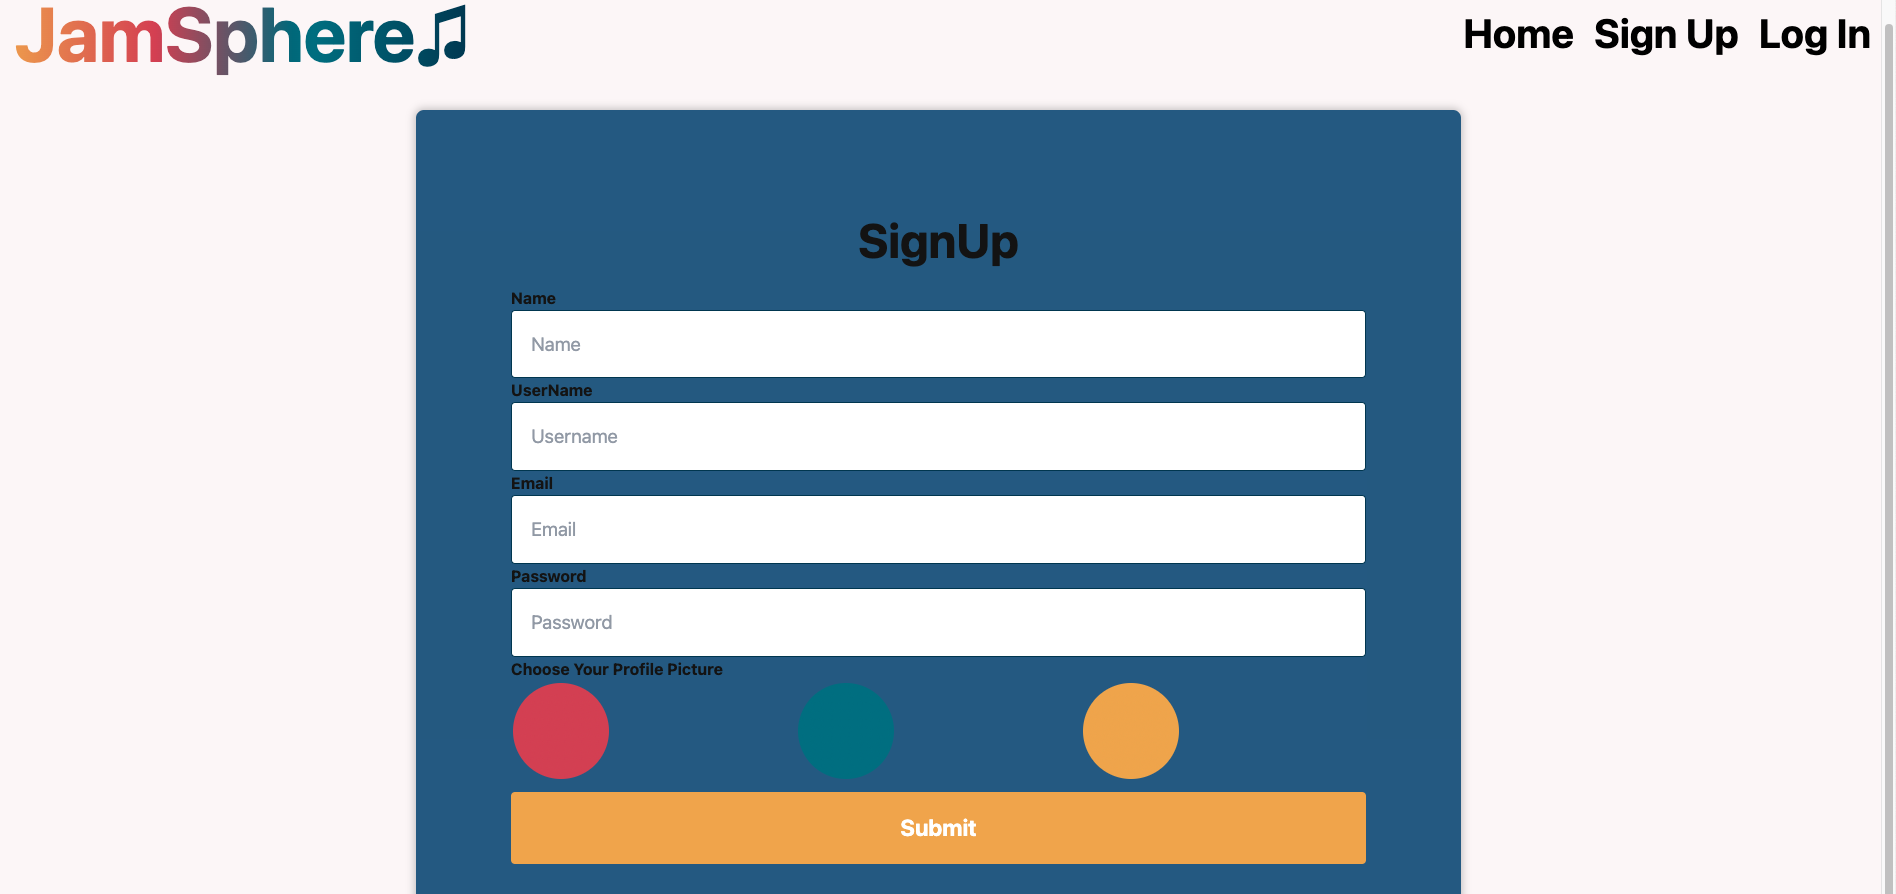 JamSphere♫
Home Sign Up Log In
SignUp
Name
Name
UserName
Username
Email
Email
Password
Password
Choose Your Profile Picture
Submit